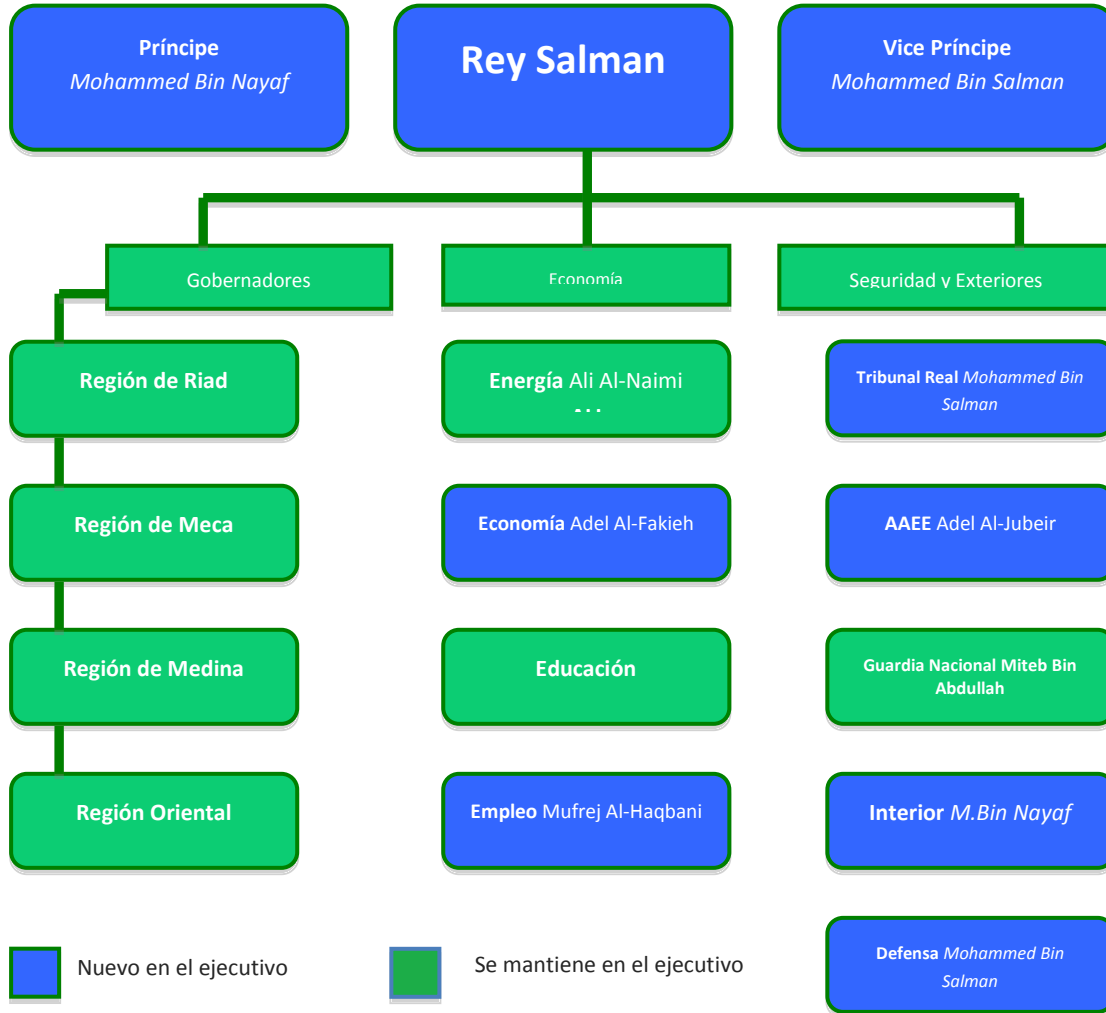 Príncipe
Mohammed Bin Nayaf
Rey Salman
Vice Príncipe
Mohammed Bin Salman
Gobernadores
Economía
Seguridad y Exteriores
Región de Riad
Región de Meca
Región de Medina
Región Oriental
Energía Ali Al-Naimi
Economía Adel Al-Fakieh
Educación
Empleo Mufrej Al-Haqbani
Tribunal Real Mohammed Bin
Salman
AAEE Adel Al-Jubeir
Guardia Nacional Miteb Bin
Abdullah
Interior M.Bin Nayaf
Defensa Mohammed Bin
Salman
Nuevo en el ejecutivo
Se mantiene en el ejecutivo